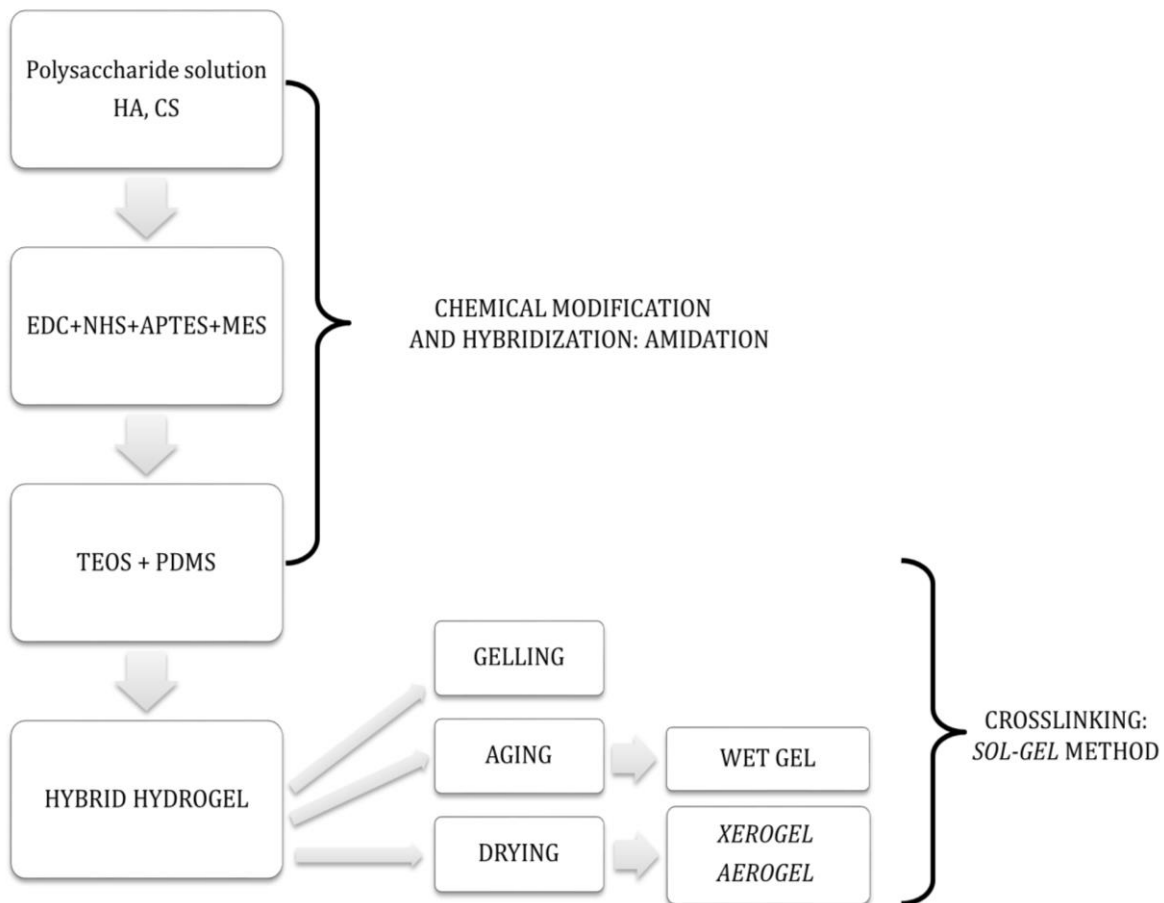 Polysaccharide solution
HA, CS
EDC+NHS+APTES+MES
CHEMICAL MODIFICATION
AND HYBRIDIZATION: AMIDATION
TEOS + PDMS
GELLING
AGING
WET GEL
CROSSLINKING:
SOL-GEL METHOD
HYBRID HYDROGEL
DRYING
XEROGEL
AEROGEL